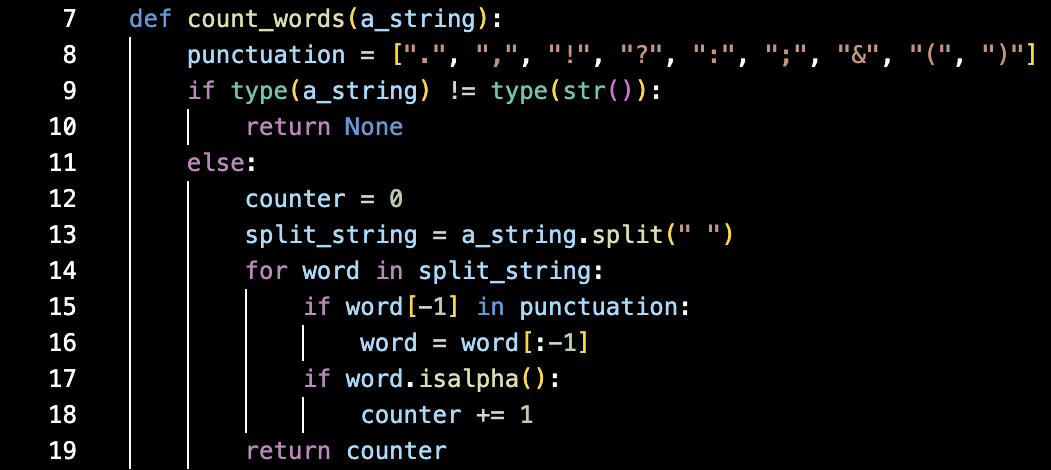 7 def count_words(a_string):
8     punctuation = [".", ",", "!", "?", ":", ";", "&", "(", ")"]
9     if type(a_string) != type(str()):
10         return None
11     else:
12         counter = 0
13         split_string = a_string.split(" ")
14         for word in split_string:
15             if word[-1] in punctuation:
16                 word = word[:-1]
17             if word.isalpha():
18                 counter += 1
19         return counter